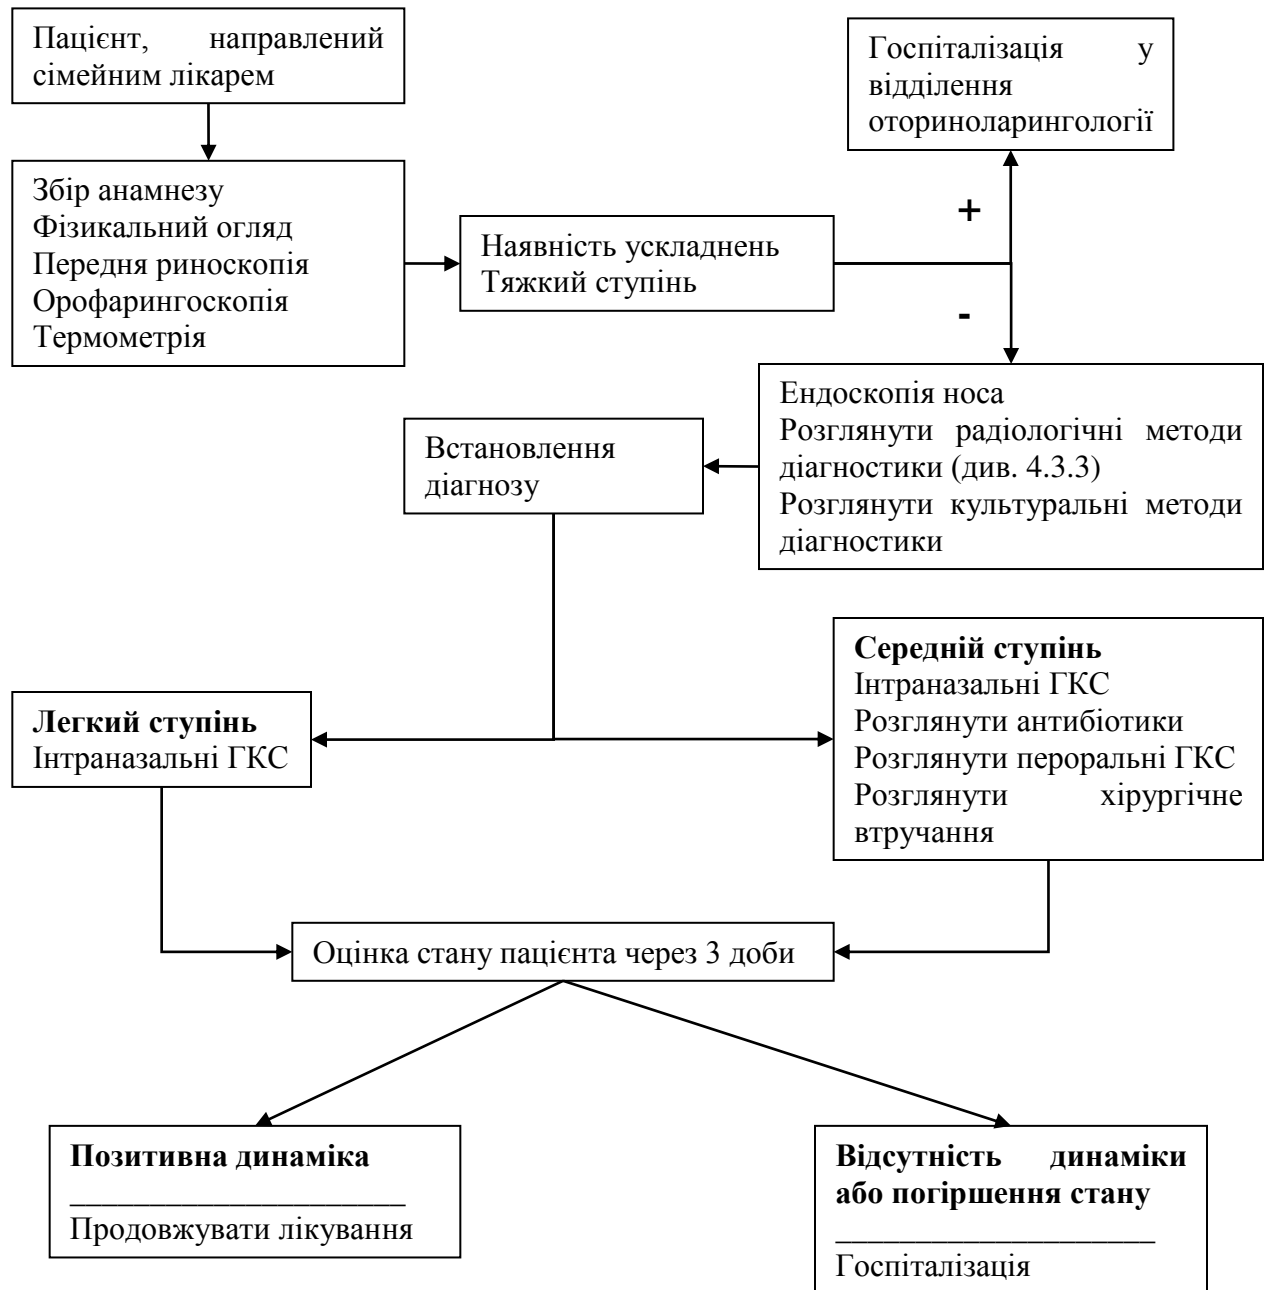 Пацієнт, направлений
сімейним лікарем
Госпіталізація у
відділення
оториноларингології
Збір анамнезу
Фізикальний огляд
Передня риноскопія
Орофарингоскопія
Термометрія
Наявність ускладнень
Тяжкий ступінь
+
-
Ендоскопія носа
Розглянути радіологічні методи
діагностики (див. 4.3.3)
Розглянути культуральні методи
діагностики
Встановлення
діагнозу
Середній ступінь
Інтраназальні ГКС
Розглянути антибіотики
Розглянути пероральні ГКС
Розглянути хірургічне
втручання
Легкий ступінь
Інтраназальні ГКС
Оцінка стану пацієнта через 3 доби
Позитивна динаміка
_____________________
Продовжувати лікування
Відсутність динаміки
або погіршення стану
____________________
Госпіталізація